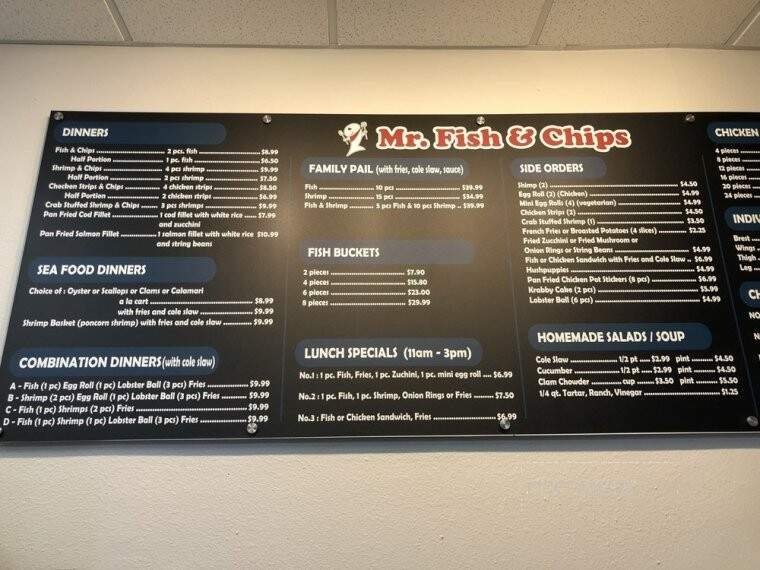 DINNERS
Fish & Chips 2 pcs. fish $8.99
Half Portion 1 pc. fish $6.50
Shrimp & Chips 4 pcs shrimp $9.99
Half Portion 2 pcs shrimp $7.50
Checken Strips & Chips 4 chicken strips $8.50
Half Portion 2 chicken strips $6.99
Crab Stuffed Shrimp & Chips 3 pcs shrimps $9.99
Pan Fried Cod Fillet 1 cod fillet with white rice $7.99
and zucchini
Pan Fried Salmon Fillet 1 salmon fillet with white rice $10.99
and string beans
SEA FOOD DINNERS
Choice of : Oyster or Scallops or Clams or Calamari
a la cart $8.99
with fries and cole slaw $9.99
Shrimp Basket (poncorn shrimp) with fries and cole slaw $9.99
COMBINATION DINNERS (with cole slaw)
A - Fish (1 pc) Egg Roll (1 pc) Lobster Ball (3 pcs) Fries $9.99
B - Shrimp (2 pcs) Egg Roll (1 pc) Lobster Ball (3 pcs) Fries $9.99
C - Fish (1 pc) Shrimps (2 pcs) Fries $9.99
D - Fish (1 pc) Shrimp (1 pc) Lobster Ball (3 pcs) Fries $9.99
Mr. Fish & Chips
FAMILY PAIL (with fries, cole slaw, sauce)
Fish 10 pcs $39.99
Shrimp 15 pcs $34.99
Fish & Shrimp 5 pcs Fish & 10 pcs Shrimp $39.99
FISH BUCKETS
2 pieces $7.90
4 pieces $15.80
6 pieces $23.00
8 pieces $29.99
LUNCH SPECIALS (11am - 3pm)
No.1 : 1 pc. Fish, Fries, 1 pc. Zuchini, 1 pc. mini egg roll $6.99
No.2 : 1 pc. Fish, 1 pc. Shrimp, Onion Rings or Fries $7.50
No.3 : Fish or Chicken Sandwich, Fries $6.99
SIDE ORDERS
Shimp (2) $4.50
Egg Roll (2) (Chicken) $4.99
Mini Egg Rolls (4) (vegetarian) $4.99
Chicken Strips (2) $4.50
Crab Stuffed Shrimp (1) $3.50
French Fries or Broasted Potatoes (4 slices) $2.25
Fried Zucchini or Fried Mushroom or
Onion Rings or String Beans $4.99
Fish or Chicken Sandwich with Fries and Cole Slaw $6.99
Hushpuppies $4.99
Pan Fried Chicken Pot Stickers (8 pcs) $6.99
Krabby Cake (2 pcs) $5.99
Lobster Ball (6 pcs) $4.99
HOMEMADE SALADS / SOUP
Cole Slaw 1/2 pt $2.99 pint $4.50
Cucumber 1/2 pt $2.99 pint $4.50
Clam Chowder cup $3.50 pint $5.50
1/4 qt. Tartar, Ranch, Vinegar $1.25
CHICKEN
4 pieces
8 pieces
12 pieces
16 pieces
20 pieces
24 pieces
INDIV
Brest
Wings
Thigh
Leg
CH
NO